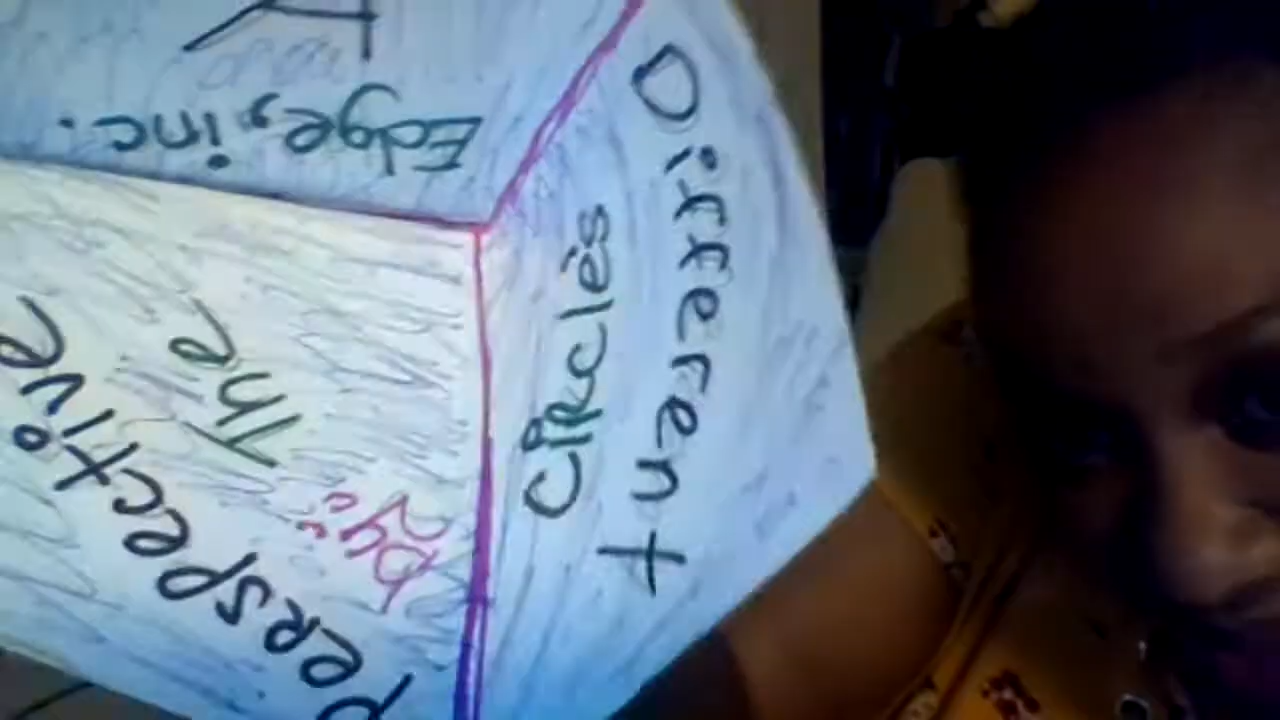 Different
Circles
Perspective
By:
The
Edge, inc.